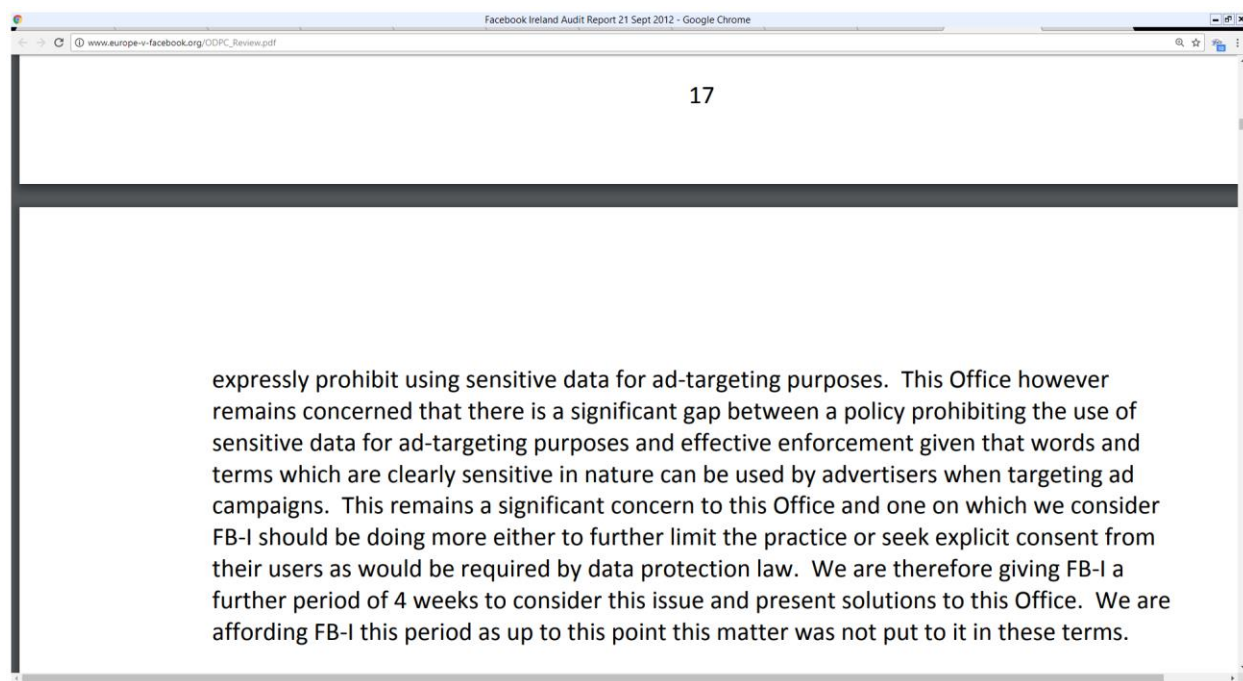 Facebook Ireland Audit Report 21 Sept 2012 - Google Chrome
www.europe-v-facebook.org/ODPC_Review.pdf
17
expressly prohibit using sensitive data for ad-targeting purposes.  This Office however
remains concerned that there is a significant gap between a policy prohibiting the use of
sensitive data for ad-targeting purposes and effective enforcement given that words and
terms which are clearly sensitive in nature can be used by advertisers when targeting ad
campaigns.  This remains a significant concern to this Office and one on which we consider
FB-I should be doing more either to further limit the practice or seek explicit consent from
their users as would be required by data protection law.  We are therefore giving FB-I a
further period of 4 weeks to consider this issue and present solutions to this Office.  We are
affording FB-I this period as up to this point this matter was not put to it in these terms.